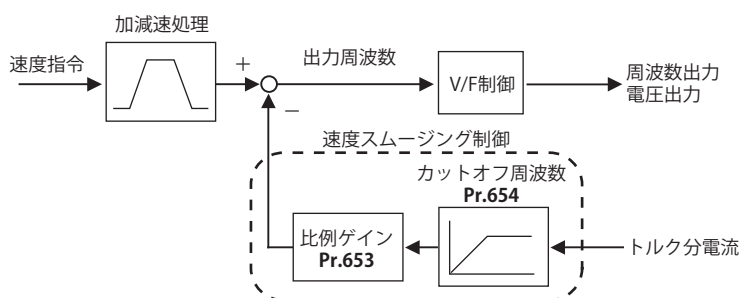 加減速処理
速度指令
+
出力周波数
V/F制御
周波数出力
電圧出力
−
速度スムージング制御
カットオフ周波数
Pr.654
比例ゲイン
Pr.653
トルク分電流